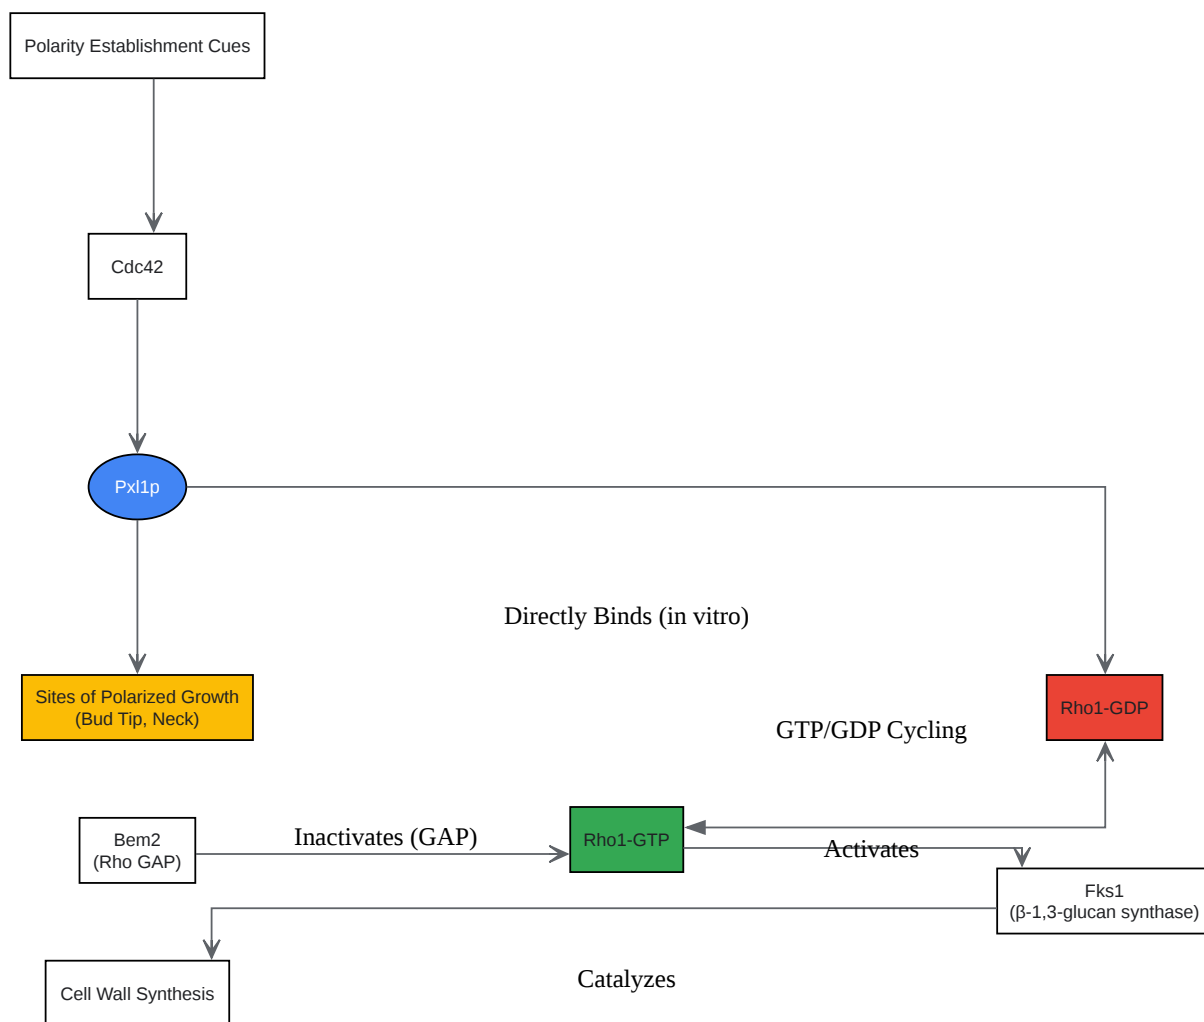 Polarity Establishment Cues
Cdc42
Pxl1p
Directly Binds (in vitro)
Sites of Polarized Growth
(Bud Tip, Neck)
Rho1-GDP
GTP/GDP Cycling
Bem2
(Rho GAP)
Inactivates (GAP)
Rho1-GTP
Activates
Fks1
(β-1,3-glucan synthase)
Catalyzes
Cell Wall Synthesis